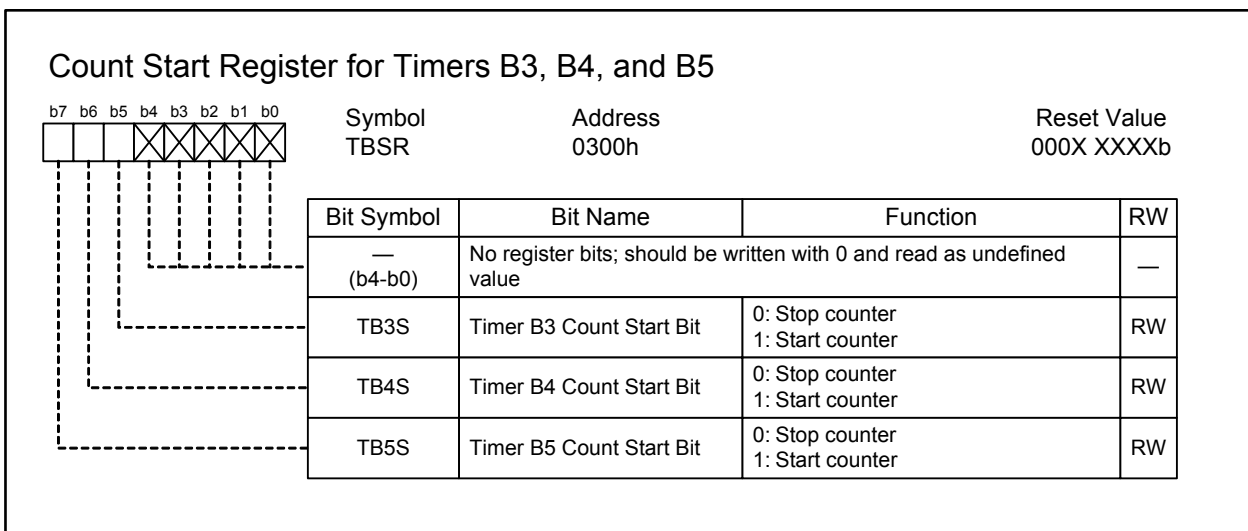 Count Start Register for Timers B3, B4, and B5
b7 b6 b5 b4 b3 b2 b1 b0
Symbol Address Reset Value
TBSR 0300h 000X XXXXb
Bit Symbol Bit Name Function RW
—
(b4-b0)
No register bits; should be written with 0 and read as undefined
value
—
TB3S Timer B3 Count Start Bit
0: Stop counter
1: Start counter
RW
TB4S Timer B4 Count Start Bit
0: Stop counter
1: Start counter
RW
TB5S Timer B5 Count Start Bit
0: Stop counter
1: Start counter
RW